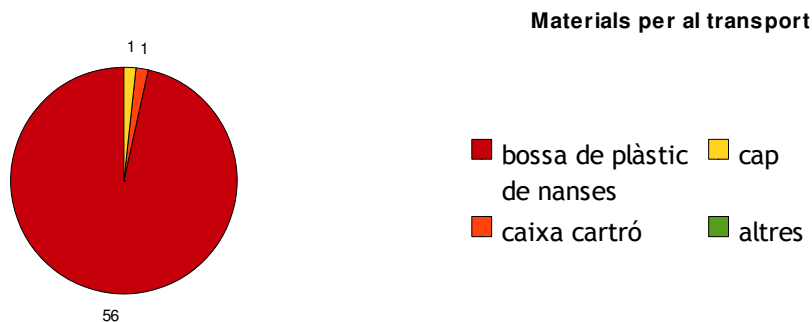 Materials per al transport
1 1
56
bossa de plàstic
de nanses
cap
caixa cartró
altres